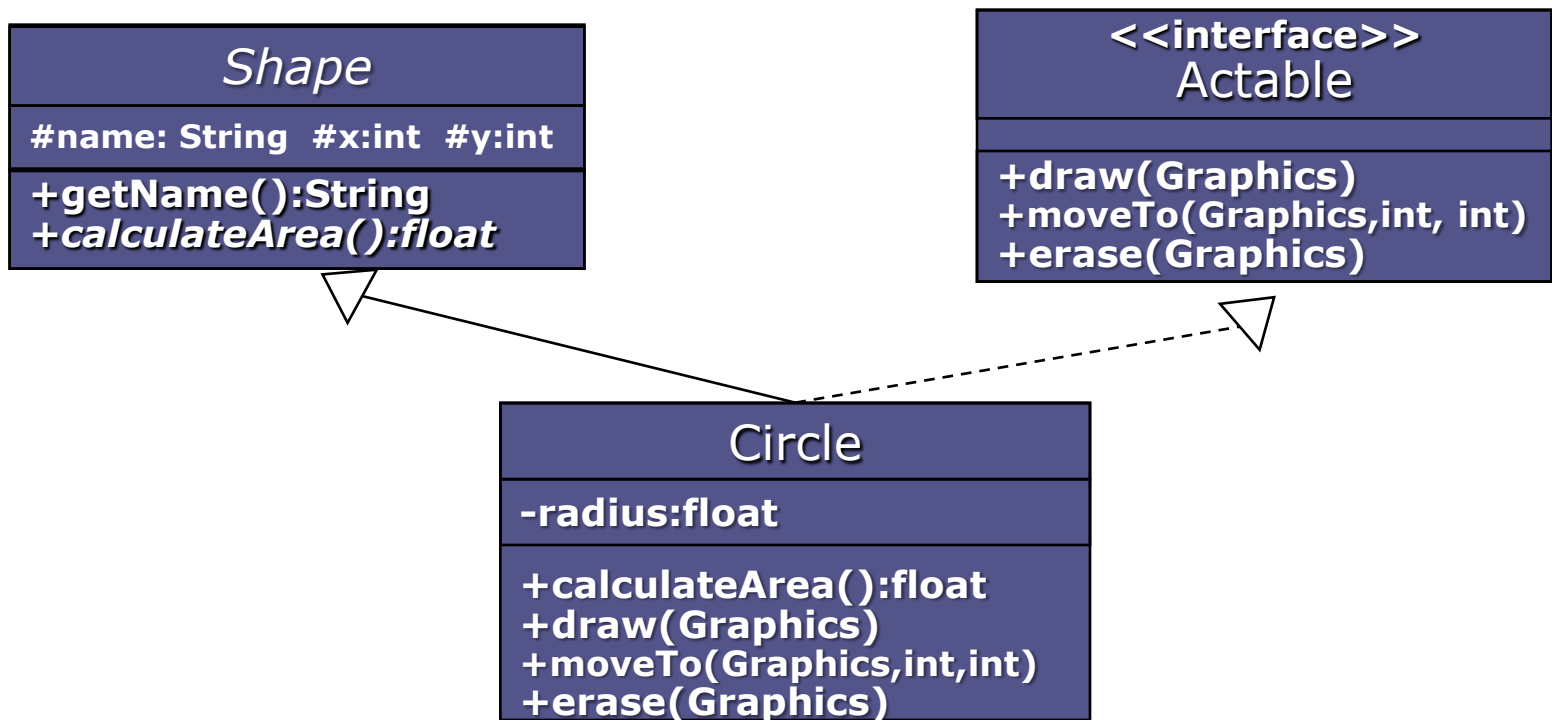 Shape
#name: String #x:int #y:int
+getName():String
+calculateArea():float
<<interface>>
Actable
+draw(Graphics)
+moveTo(Graphics,int, int)
+erase(Graphics)
Circle
-radius:float
+calculateArea():float
+draw(Graphics)
+moveTo(Graphics,int,int)
+erase(Graphics)